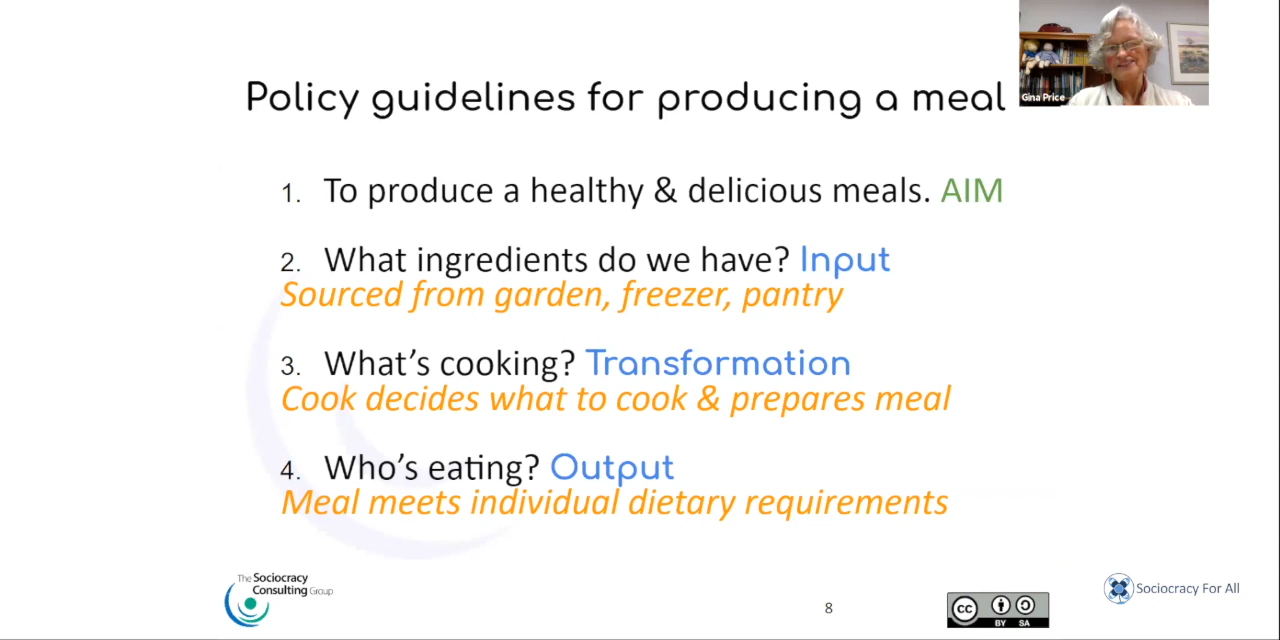 Policy guidelines for producing a meal
Gina Price
1. To produce a healthy & delicious meals. AIM
2. What ingredients do we have? Input
Sourced from garden, freezer, pantry
3. What's cooking? Transformation
Cook decides what to cook & prepares meal
4. Who's eating? Output
Meal meets individual dietary requirements
The Sociocracy
Consulting Group
8
cc
BY SA
Sociocracy For All